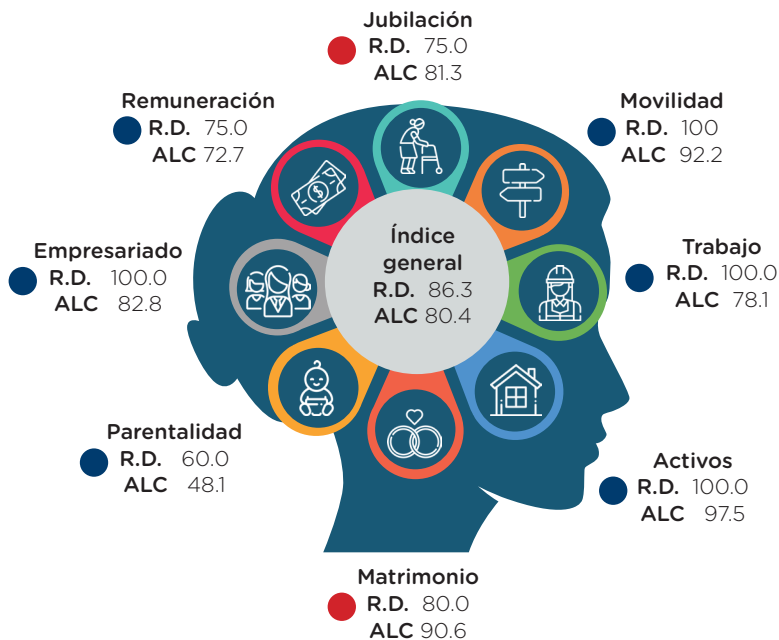 Jubilación
R.D. 75.0
ALC 81.3
Remuneración
R.D. 75.0
ALC 72.7
Movilidad
R.D. 100
ALC 92.2
Empresariado
R.D. 100.0
ALC 82.8
Índice
general
R.D. 86.3
ALC 80.4
Trabajo
R.D. 100.0
ALC 78.1
Parentalidad
R.D. 60.0
ALC 48.1
Activos
R.D. 100.0
ALC 97.5
Matrimonio
R.D. 80.0
ALC 90.6